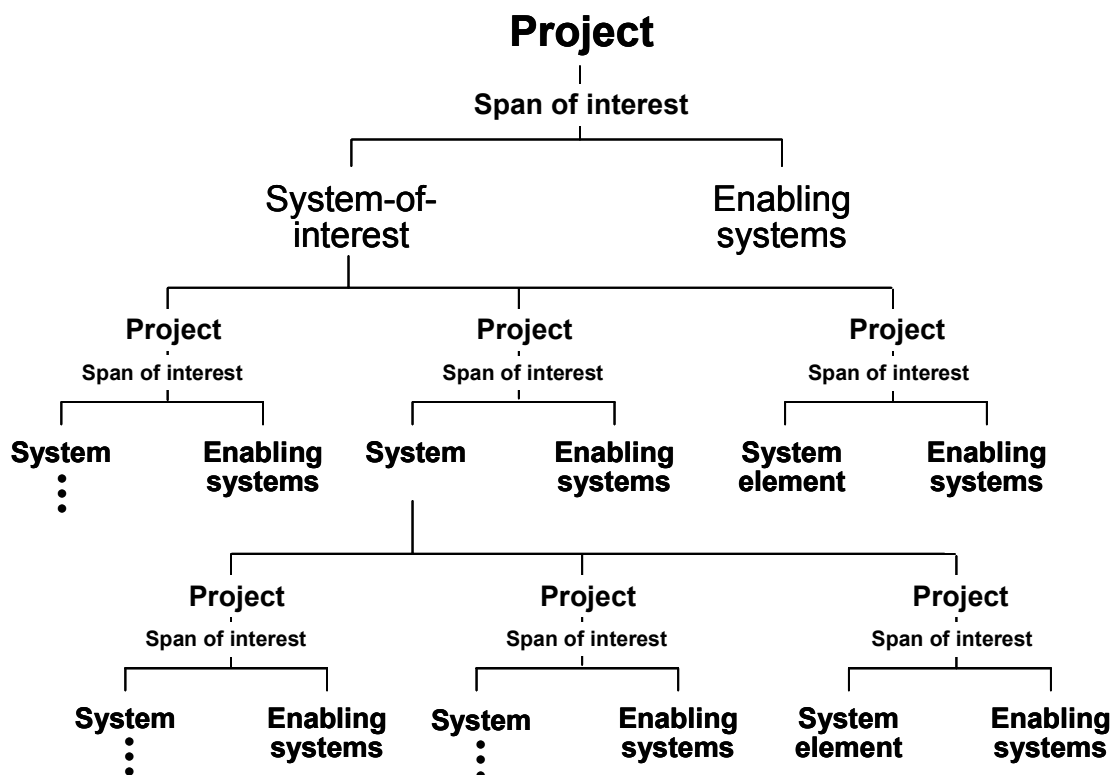 Project
Span of interest
System-of-
interest
Enabling
systems
Project
Project
Project
Span of interest
Span of interest
Span of interest
System
Enabling
systems
System
Enabling
systems
System
element
Enabling
systems
Project
Project
Project
Span of interest
Span of interest
Span of interest
System
Enabling
systems
System
Enabling
systems
System
element
Enabling
systems